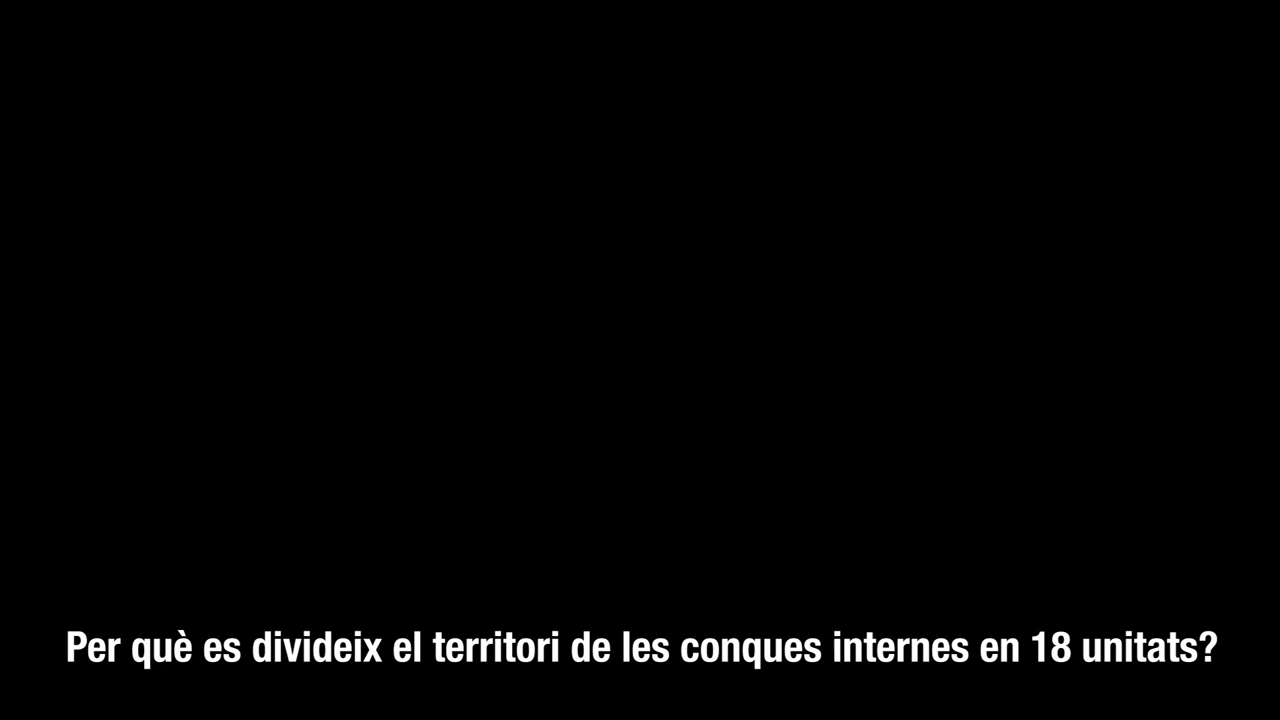 Per què es divideix el territori de les conques internes en 18 unitats?